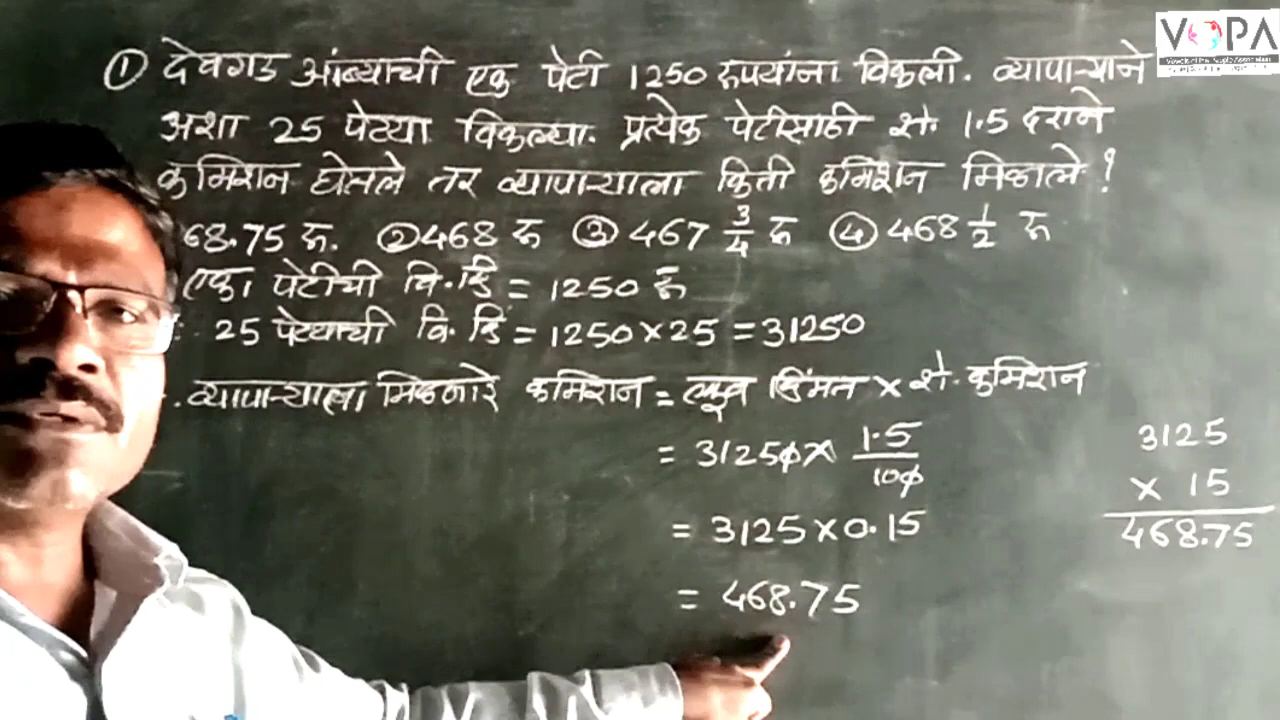 VOPA
① देवगड आंब्याची एक पेटी 1250 रुपयांना विकली. व्यापाऱ्याने
अशा 25 पेट्या विकल्या. प्रत्येक पेटीसाठी शे. 1.5 दराने
कमिशन घेतले तर व्यापाऱ्याला किती कमिशन मिळाले?
68.75 रु. ② 468 रु ③ 467 3/4 रु ④ 468 1/2 रु
एका पेटीची वि. किं = 1250 रु
25 पेट्याची वि. किं = 1250 × 25 = 31250
व्यापाऱ्याला मिळनारे कमिशन = एकूण किंमत × शे. कमिशन
= 31250 × 1.5/100
= 3125 × 0.15
= 468.75
3125
× 15
468.75